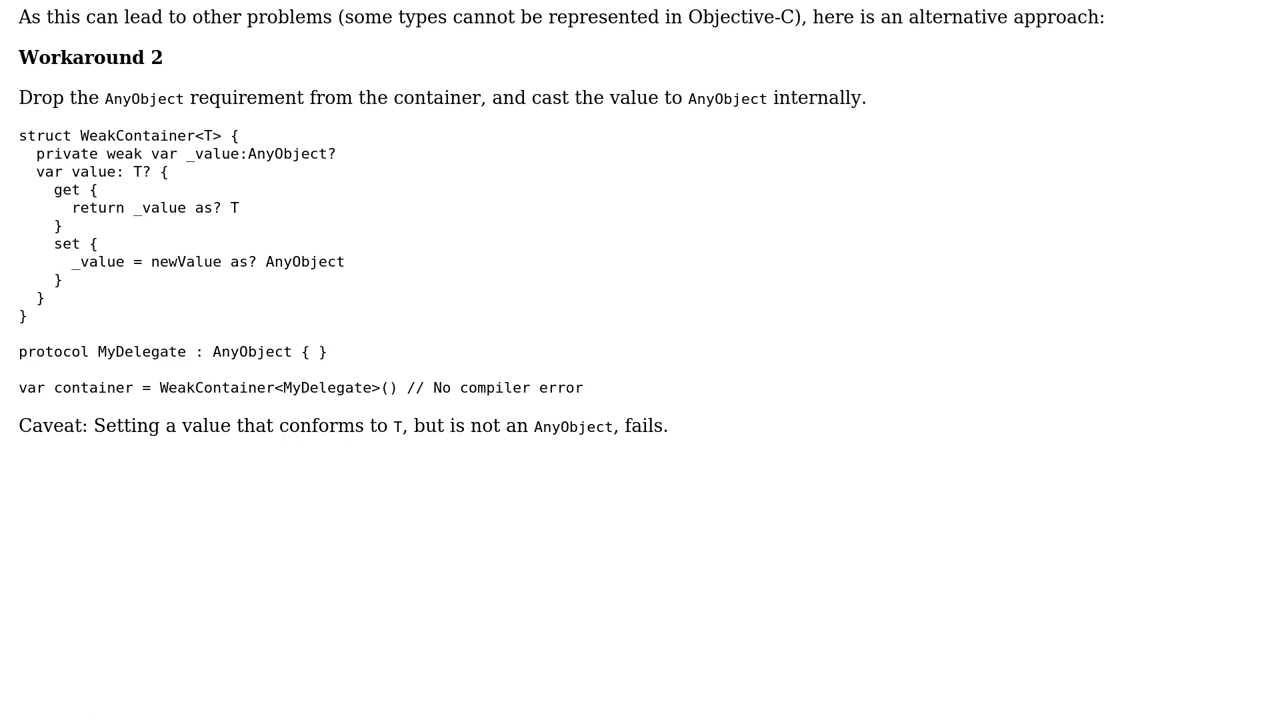 As this can lead to other problems (some types cannot be represented in Objective-C), here is an alternative approach:
Workaround 2
Drop the AnyObject requirement from the container, and cast the value to AnyObject internally.
struct WeakContainer<T> {
  private weak var _value:AnyObject?
  var value: T? {
    get {
      return _value as? T
    }
    set {
      _value = newValue as? AnyObject
    }
  }
}
protocol MyDelegate : AnyObject { }
var container = WeakContainer<MyDelegate>() // No compiler error
Caveat: Setting a value that conforms to T, but is not an AnyObject, fails.